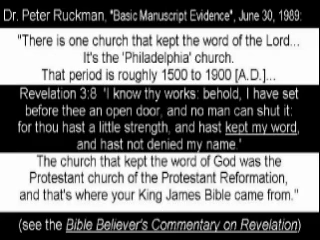 Dr. Peter Ruckman, "Basic Manuscript Evidence", June 30, 1989:
"There is one church that kept the word of the Lord...
It's the 'Philadelphia' church.
That period is roughly 1500 to 1900 [A.D.]...
Revelation 3:8 'I know thy works: behold, I have set
before thee an open door, and no man can shut it:
for thou hast a little strength, and hast kept my word,
and hast not denied my name.'
The church that kept the word of God was the
Protestant church of the Protestant Reformation,
and that's where your King James Bible came from."
(see the Bible Believer's Commentary on Revelation)